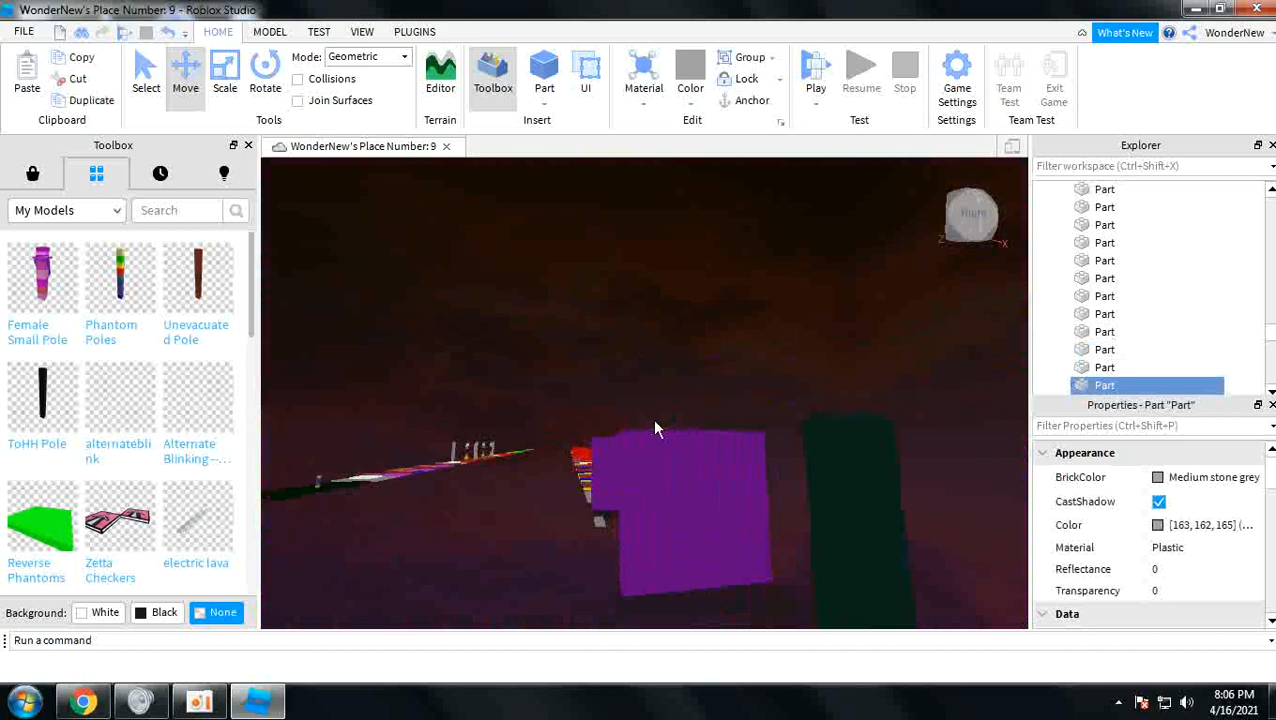 WonderNew's Place Number: 9 - Roblox Studio
FILE
HOME
MODEL
TEST
VIEW
PLUGINS
What's New
WonderNew
Paste
Copy
Cut
Duplicate
Clipboard
Select
Move
Scale
Rotate
Mode: Geometric
Collisions
Join Surfaces
Tools
Editor
Terrain
Toolbox
Part
UI
Insert
Material
Color
Group
Lock
Anchor
Edit
Play
Resume
Stop
Test
Game
Settings
Settings
Team
Test
Exit
Game
Team Test
Toolbox
My Models
Search
Female
Small Pole
Phantom
Poles
Unevacuate
d Pole
ToHH Pole
alternatebli
nk
Alternate
Blinking--...
Reverse
Phantoms
Zetta
Checkers
electric lava
Background: White Black None
WonderNew's Place Number: 9
Right
Z
X
Explorer
Filter workspace (Ctrl+Shift+X)
Part
Part
Part
Part
Part
Part
Part
Part
Part
Part
Part
Part
Properties - Part "Part"
Filter Properties (Ctrl+Shift+P)
Appearance
BrickColor Medium stone grey
CastShadow
Color [163, 162, 165] (...
Material Plastic
Reflectance 0
Transparency 0
Data
Run a command
8:06 PM
4/16/2021